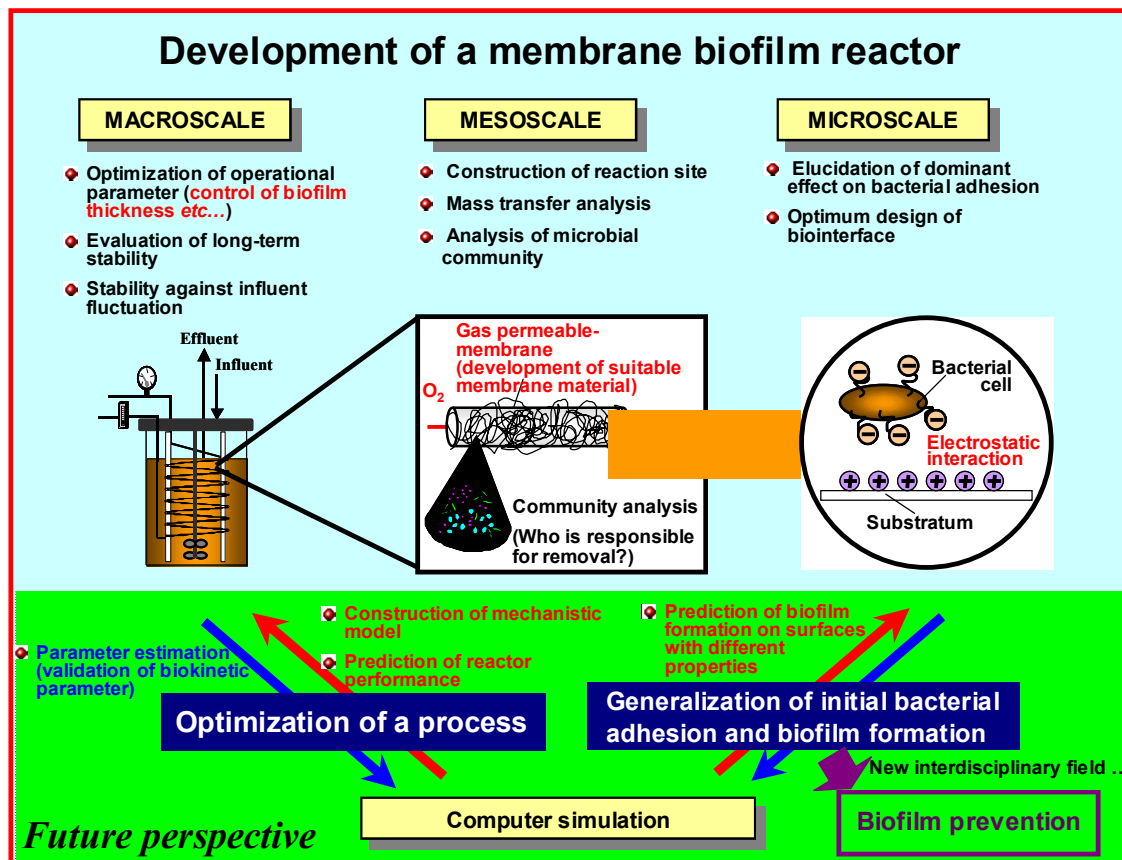 Development of a membrane biofilm reactor
MACROSCALE
Optimization of operational
parameter (control of biofilm
thickness etc…)
Evaluation of long-term
stability
Stability against influent
fluctuation
MESOSCALE
Construction of reaction site
Mass transfer analysis
Analysis of microbial
community
MICROSCALE
Elucidation of dominant
effect on bacterial adhesion
Optimum design of
biointerface
Effluent
Influent
Gas permeable-
membrane
(development of suitable
membrane material)
O2
Community analysis
(Who is responsible
for removal?)
Bacterial
cell
Electrostatic
interaction
Substratum
Parameter estimation
(validation of biokinetic
parameter)
Construction of mechanistic
model
Prediction of reactor
performance
Prediction of biofilm
formation on surfaces
with different
properties
Optimization of a process
Generalization of initial bacterial
adhesion and biofilm formation
New interdisciplinary field ..
Computer simulation
Biofilm prevention
Future perspective